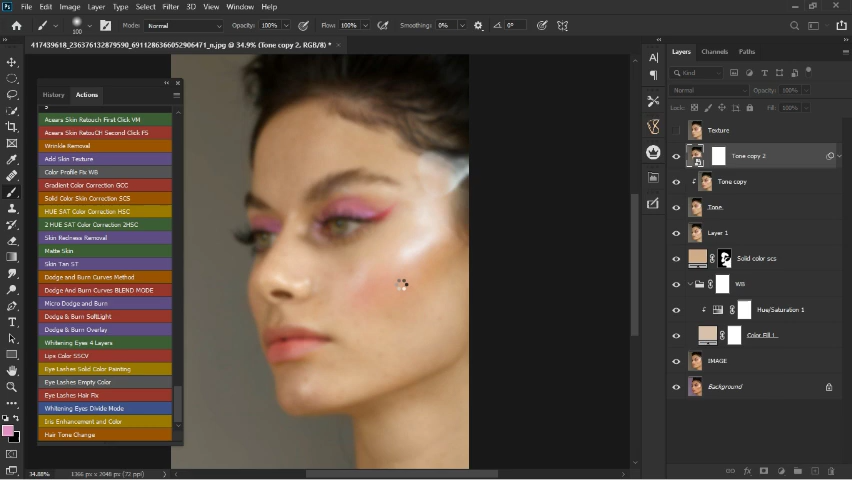 Ps File Edit Image Layer Type Select Filter 3D View Window Help
100 Mode: Normal Opacity: 100% Flow: 100% Smoothing: 0% 0°
417439618_236376132879590_6911286366052906471_n.jpg @ 34.9% (Tone copy 2, RGB/8) * ×
History Actions
Acears Skin Retouch First Click VM
Acears Skin RetouCH Second Click FS
Wrinkle Removal
Add Skin Texture
Color Profile Fix WB
Gradient Color Correction GCC
Solid Color Skin Correction SCS
HUE SAT Color Correction HSC
2 HUE SAT Color Correction 2HSC
Skin Redness Removal
Matte Skin
Skin Tan ST
Dodge and Burn Curves Method
Dodge And Burn Curves BLEND MODE
Micro Dodge and Burn
Dodge & Burn SoftLight
Dodge & Burn Overlay
Whitening Eyes 4 Layers
Lips Color SSCV
Eye Lashes Solid Color Painting
Eye Lashes Empty Color
Eye Lashes Hair Fix
Whitening Eyes Divide Mode
Iris Enhancement and Color
Hair Tone Change
Layers Channels Paths
Kind
Normal Opacity: 100%
Lock: Fill: 100%
Texture
Tone copy 2
Tone copy
Tone
Layer 1
Solid color scs
WB
Hue/Saturation 1
Color Fill 1
IMAGE
Background
34.88% 1366 px x 2048 px (72 ppi)